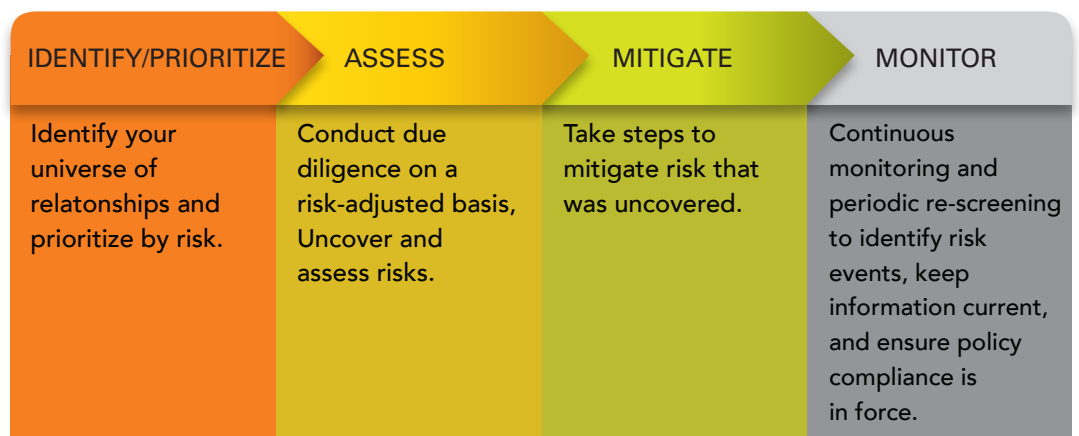 IDENTIFY/PRIORITIZE
Identify your
universe of
relatonships and
prioritize by risk.
ASSESS
Conduct due
diligence on a
risk-adjusted basis,
Uncover and
assess risks.
MITIGATE
Take steps to
mitigate risk that
was uncovered.
MONITOR
Continuous
monitoring and
periodic re-screening
to identify risk
events, keep
information current,
and ensure policy
compliance is
in force.